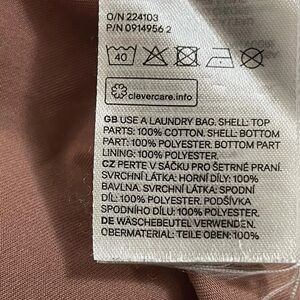 O/N 224103
P/N 0914956 2
40
clevercare.info
GB USE A LAUNDRY BAG. SHELL: TOP
PARTS: 100% COTTON. SHELL: BOTTOM
PART: 100% POLYESTER. BOTTOM PART
LINING: 100% POLYESTER.
CZ PERTE V SÁČKU PRO ŠETRNÉ PRANÍ.
SVRCHNÍ LÁTKA: HORNÍ DÍLY: 100%
BAVLNA. SVRCHNÍ LÁTKA: SPODNÍ
DÍL: 100% POLYESTER. PODŠÍVKA
SPODNÍHO DÍLU: 100% POLYESTER.
DE WÄSCHEBEUTEL VERWENDEN.
OBERMATERIAL: TEILE OBEN: 100%